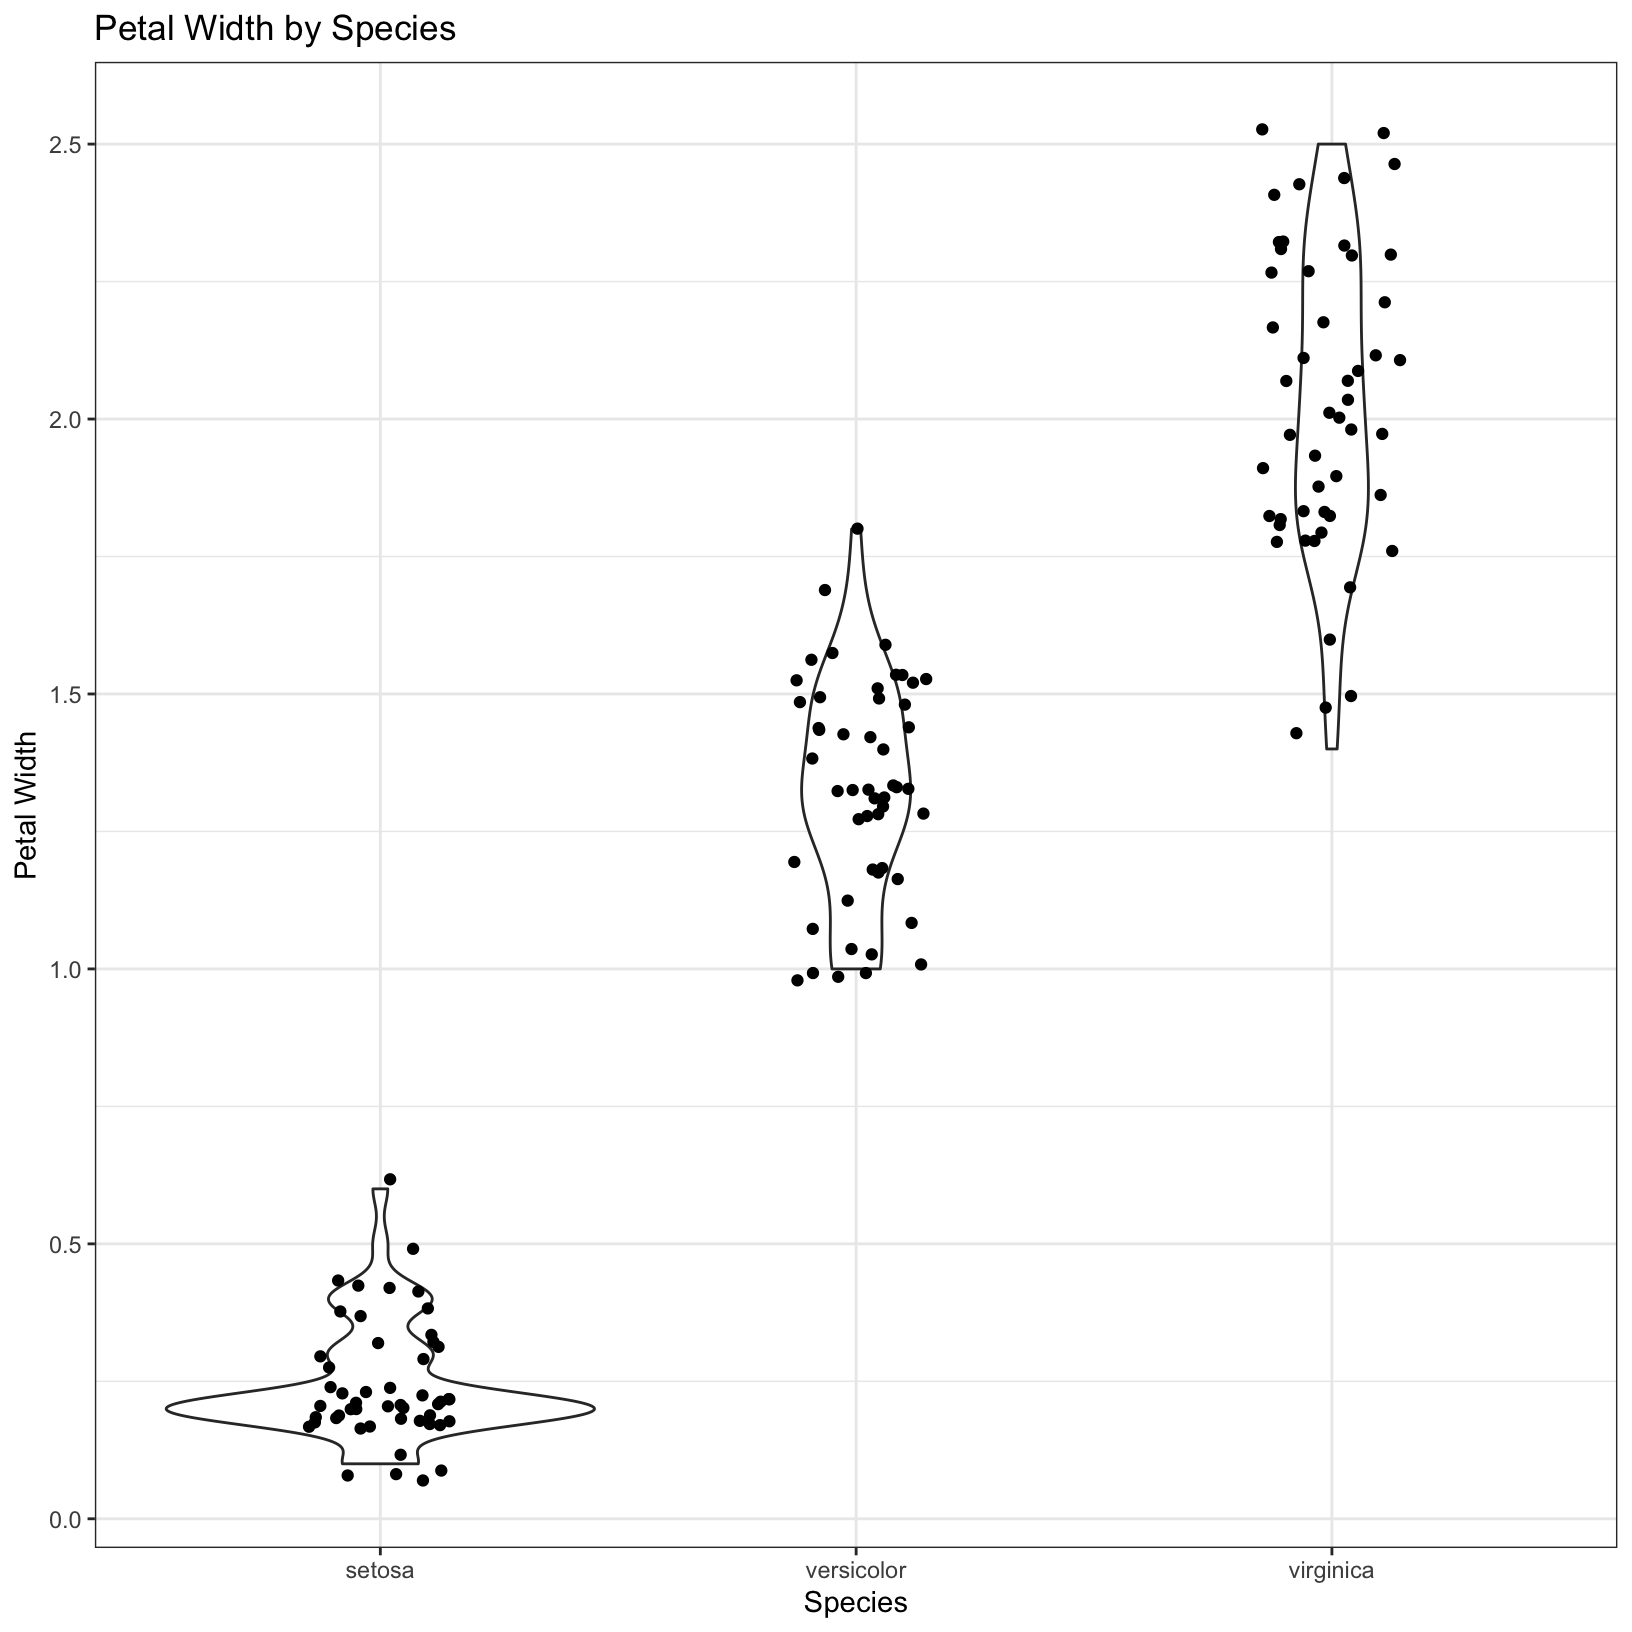 Petal Width by Species
Petal Width
2.5
2.0
1.5
1.0
0.5
0.0
setosa
versicolor
virginica
Species